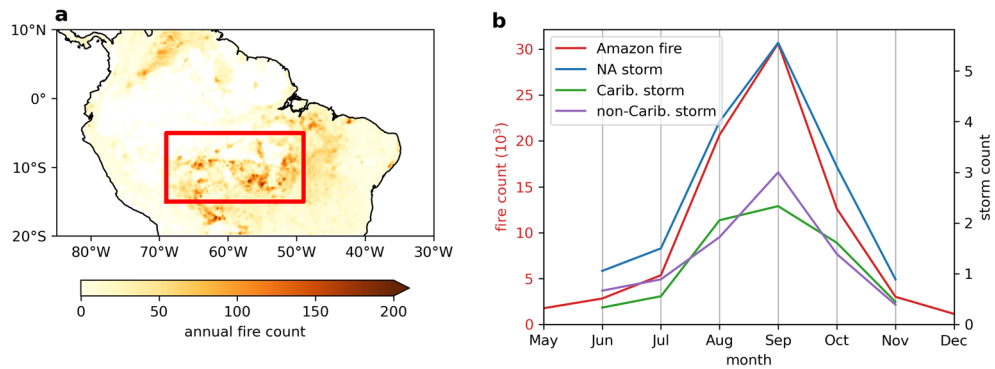 a
10°N
0°
10°S
20°S
80°W 70°W 60°W 50°W 40°W 30°W
0 50 100 150 200
annual fire count
b
Amazon fire
NA storm
Carib. storm
non-Carib. storm
30
25
20
15
10
5
0
fire count (10³)
5
4
3
2
1
0
storm count
May Jun Jul Aug Sep Oct Nov Dec
month